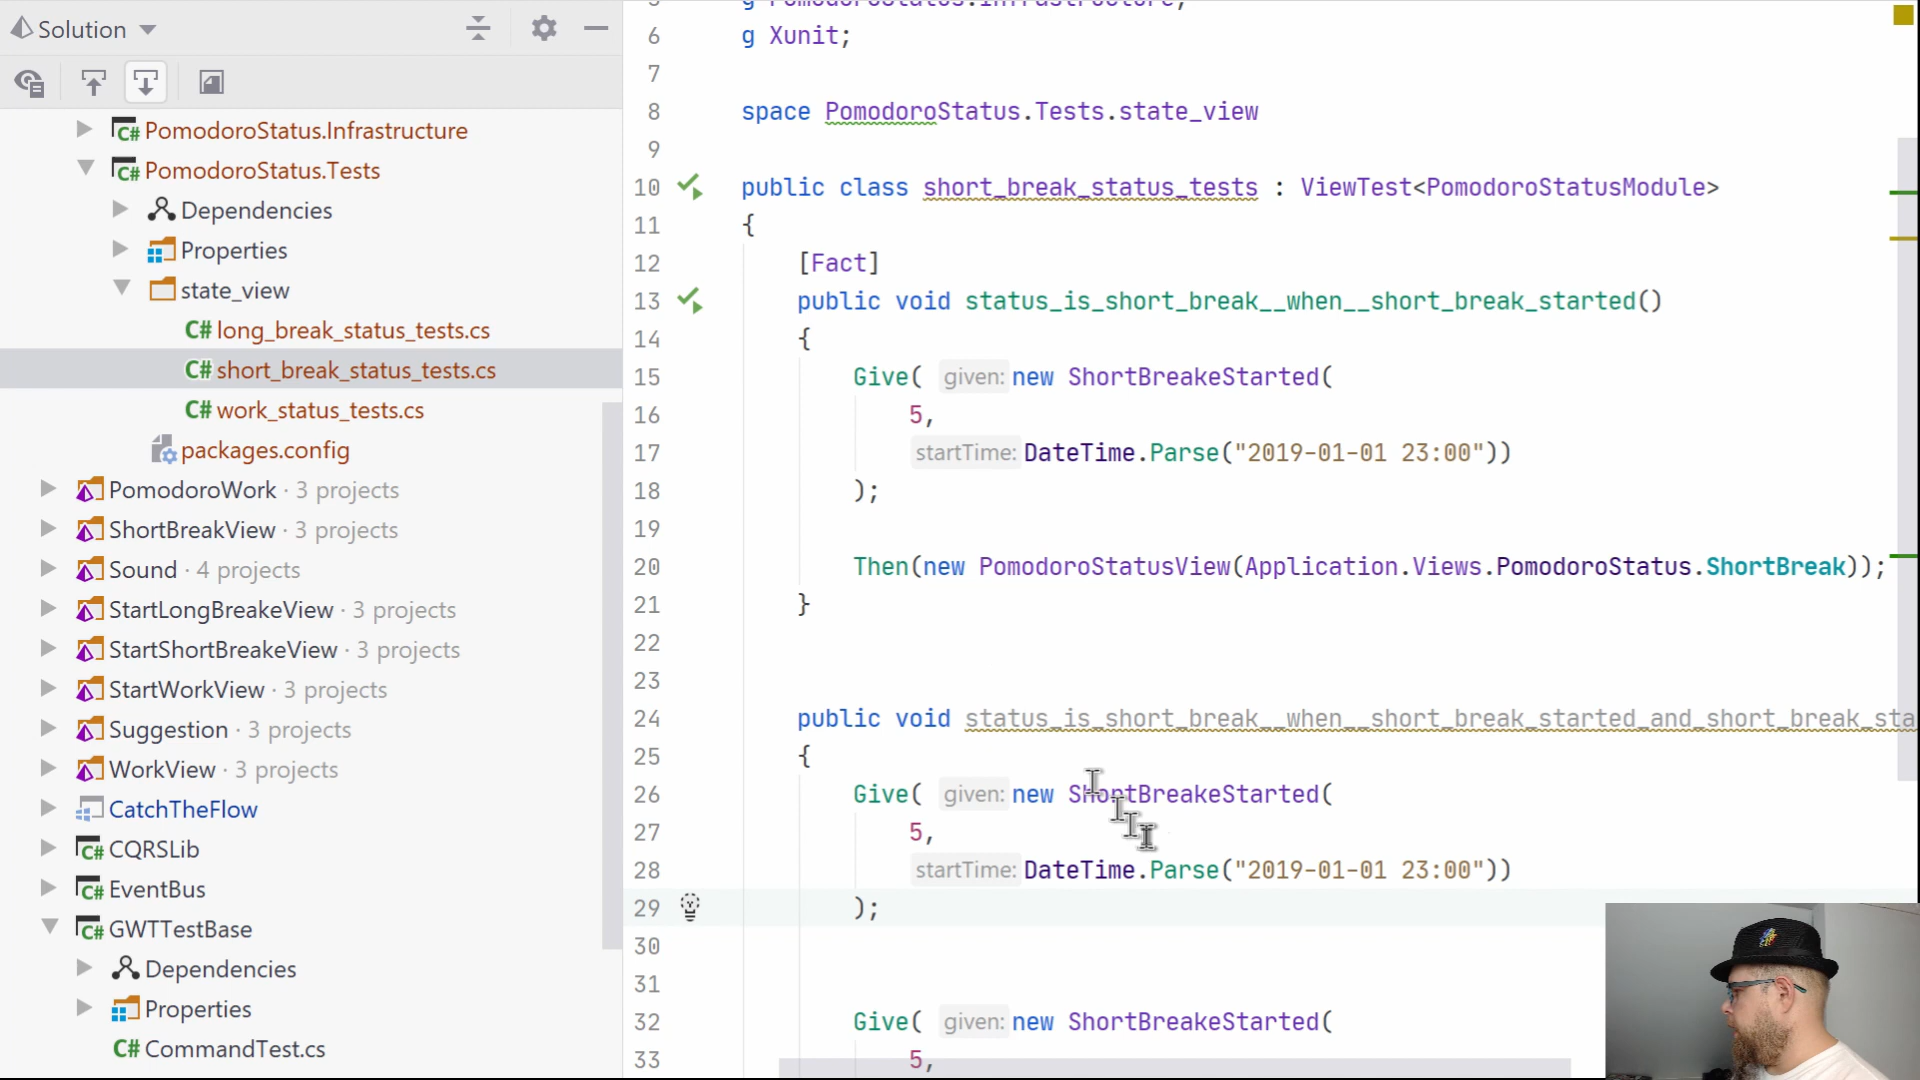 Solution
PomodoroStatus.Infrastructure
PomodoroStatus.Tests
Dependencies
Properties
state_view
C# long_break_status_tests.cs
C# short_break_status_tests.cs
C# work_status_tests.cs
packages.config
PomodoroWork · 3 projects
ShortBreakView · 3 projects
Sound · 4 projects
StartLongBreakeView · 3 projects
StartShortBreakeView · 3 projects
StartWorkView · 3 projects
Suggestion · 3 projects
WorkView · 3 projects
CatchTheFlow
C# CQRSLib
C# EventBus
C# GWTTestBase
Dependencies
Properties
C# CommandTest.cs
5 g PomodoroStatus.Infrastructure;
6 g Xunit;
7
8 space PomodoroStatus.Tests.state_view
9
10 public class short_break_status_tests : ViewTest<PomodoroStatusModule>
11 {
12 [Fact]
13 public void status_is_short_break__when__short_break_started()
14 {
15 Give( given: new ShortBreakeStarted(
16 5,
17 startTime: DateTime.Parse("2019-01-01 23:00"))
18 );
19
20 Then(new PomodoroStatusView(Application.Views.PomodoroStatus.ShortBreak));
21 }
22
23
24 public void status_is_short_break__when__short_break_started_and_short_break_sta
25 {
26 Give( given: new ShortBreakeStarted(
27 5,
28 startTime: DateTime.Parse("2019-01-01 23:00"))
29 );
30
31
32 Give( given: new ShortBreakeStarted(
33 5,